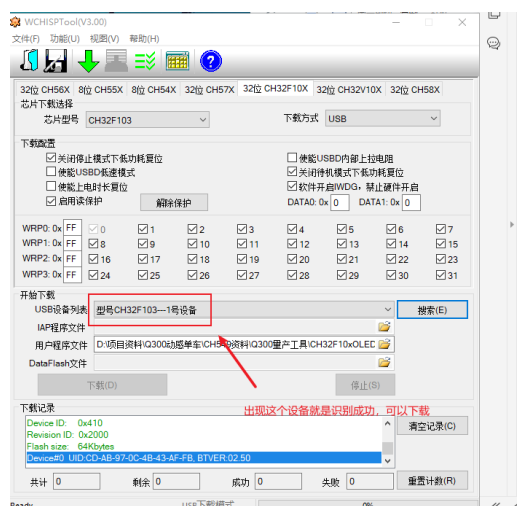 WCHISPTool(V3.00)
文件(F) 功能(U) 视图(V) 帮助(H)
32位 CH56X 8位 CH55X 8位 CH54X 32位 CH57X 32位 CH32F10X 32位 CH32V10X 32位 CH58X
芯片下载选择
芯片型号 CH32F103 下载方式 USB
下载配置
关闭停止模式下低功耗复位 使能USBD内部上拉电阻
使能USBD低速模式 关闭待机模式下低功耗复位
使能上电时长复位 软件开启IWDG，禁止硬件开启
启用读保护 解除保护 DATA0: 0x 0 DATA1: 0x 0
WRP0: 0x FF 0 1 2 3 4 5 6 7
WRP1: 0x FF 8 9 10 11 12 13 14 15
WRP2: 0x FF 16 17 18 19 20 21 22 23
WRP3: 0x FF 24 25 26 27 28 29 30 31
开始下载
USB设备列表 型号CH32F103---1号设备 搜索(E)
IAP程序文件
用户程序文件 D:\项目资料\Q300动感单车\CH549资料\Q300量产工具\CH32F10xOLED
DataFlash文件
下载(D) 停止(S)
下载记录 出现这个设备就是识别成功，可以下载
Device ID: 0x410 清空记录(C)
Revision ID: 0x2000
Flash size: 64Kbytes
Device#0 UID:CD-AB-97-0C-4B-43-AF-FB, BTVER:02.50
共计 0 剩余 0 成功 0 失败 0 重置计数(R)
Ready USB下载模式 0%